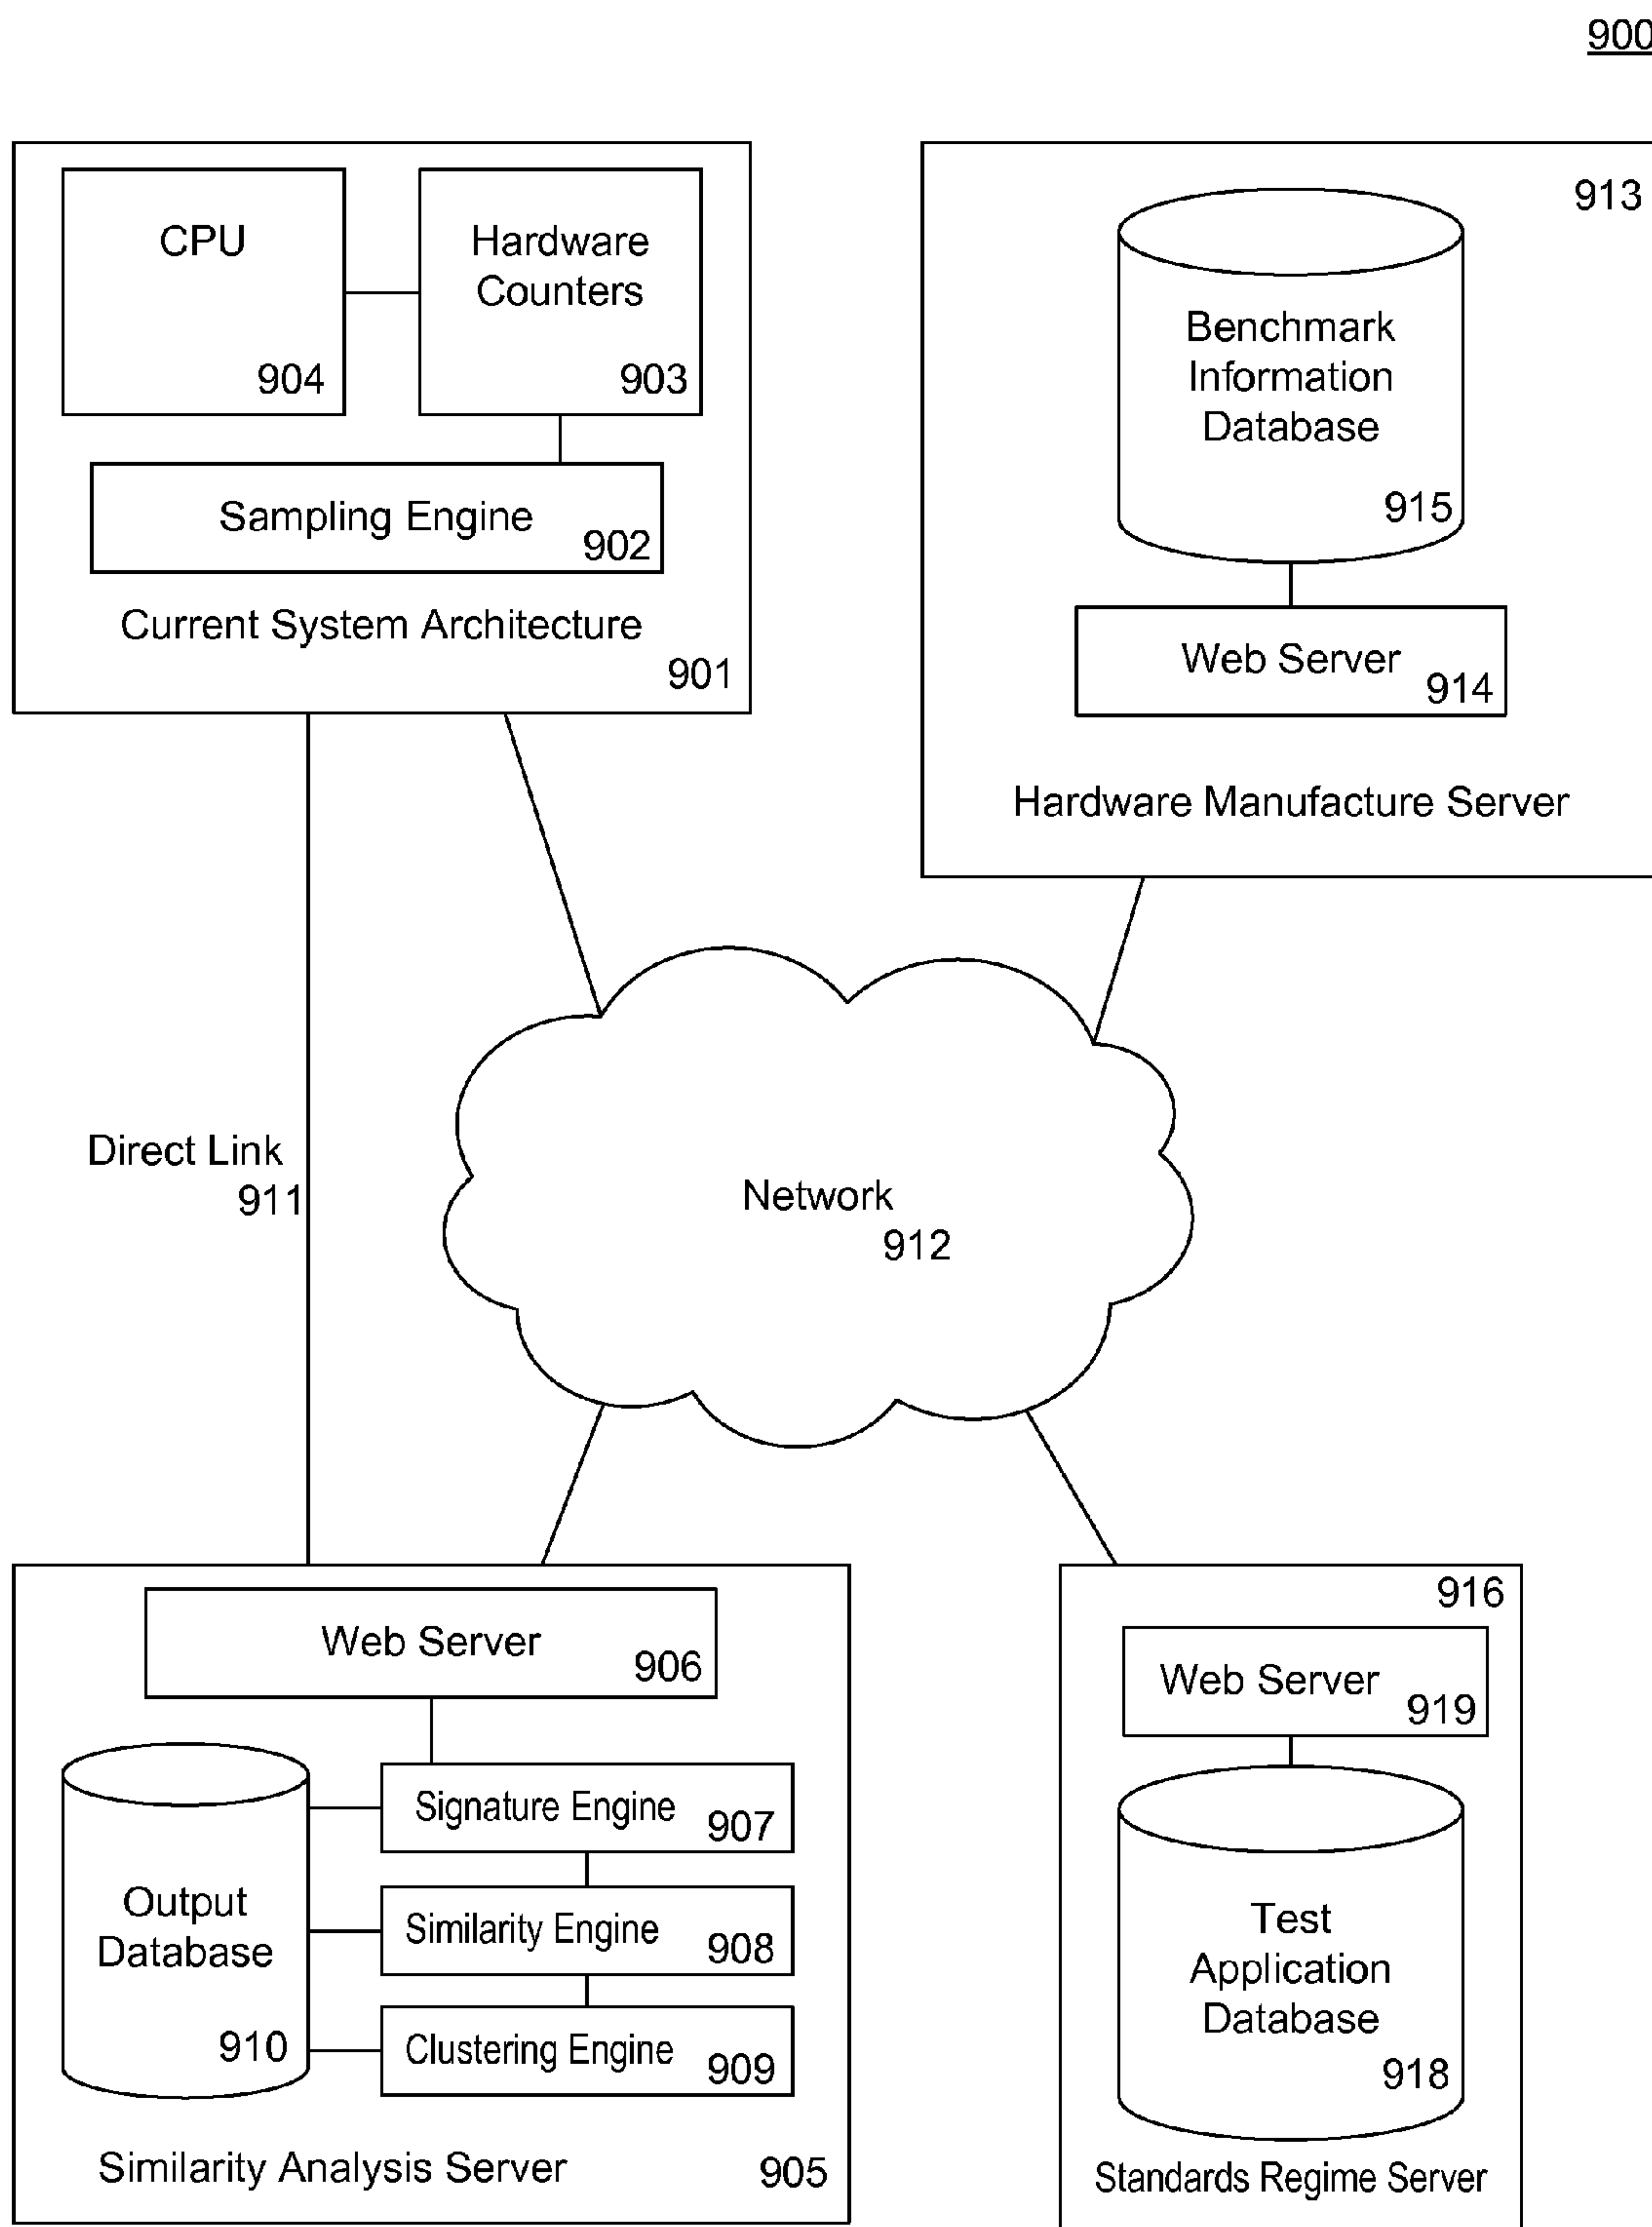 900
CPU
904
Hardware
Counters
903
Sampling Engine
902
Current System Architecture
901
913
Benchmark
Information
Database
915
Web Server
914
Hardware Manufacture Server
Direct Link
911
Network
912
Web Server
906
Output
Database
910
Signature Engine
907
Similarity Engine
908
Clustering Engine
909
Similarity Analysis Server
905
916
Web Server
919
Test
Application
Database
918
Standards Regime Server